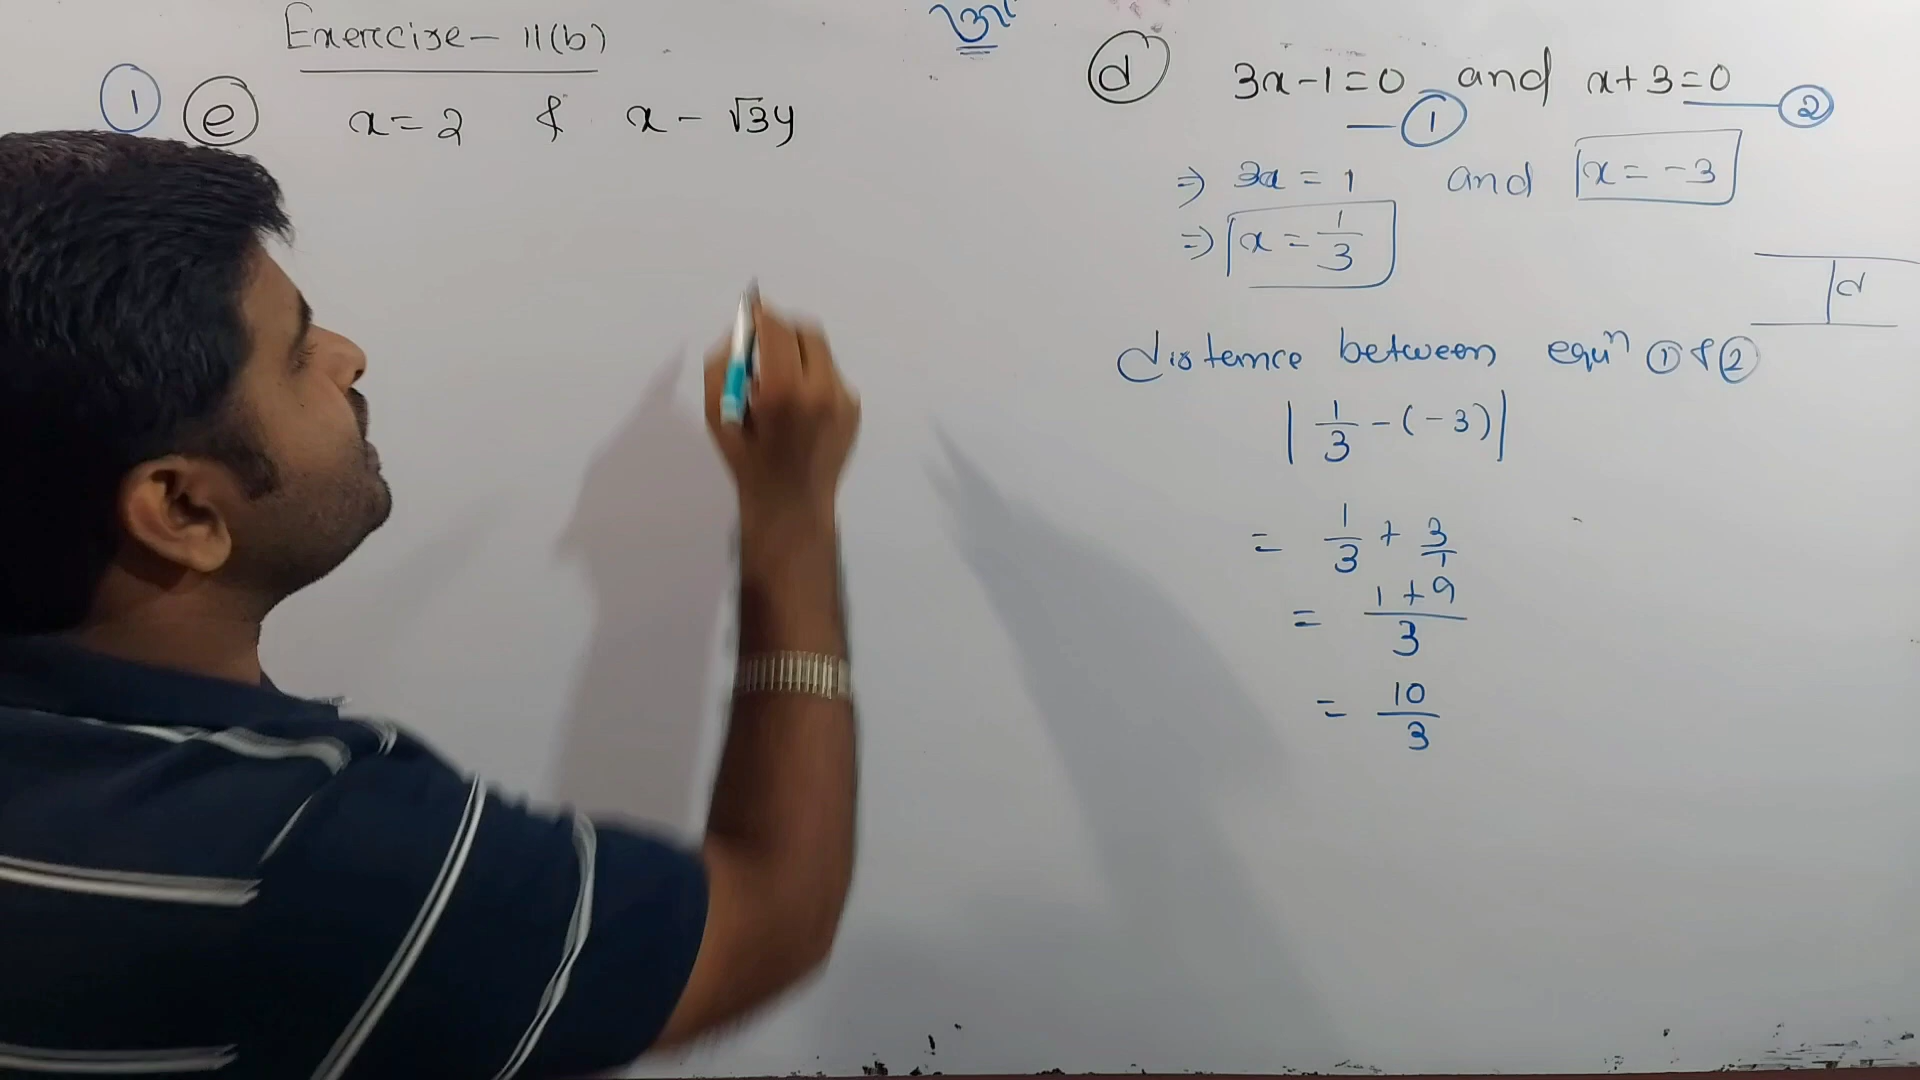 Exercise - 11(b)
① ⓔ x = 2 & x - √3y
ⓓ 3x - 1 = 0 — ① and x + 3 = 0 — ②
⇒ 3x = 1 and x = -3
⇒ x = 1/3
d
distance between equⁿ ① & ②
| 1/3 - (-3) |
= 1/3 + 3/1
= (1 + 9)/3
= 10/3